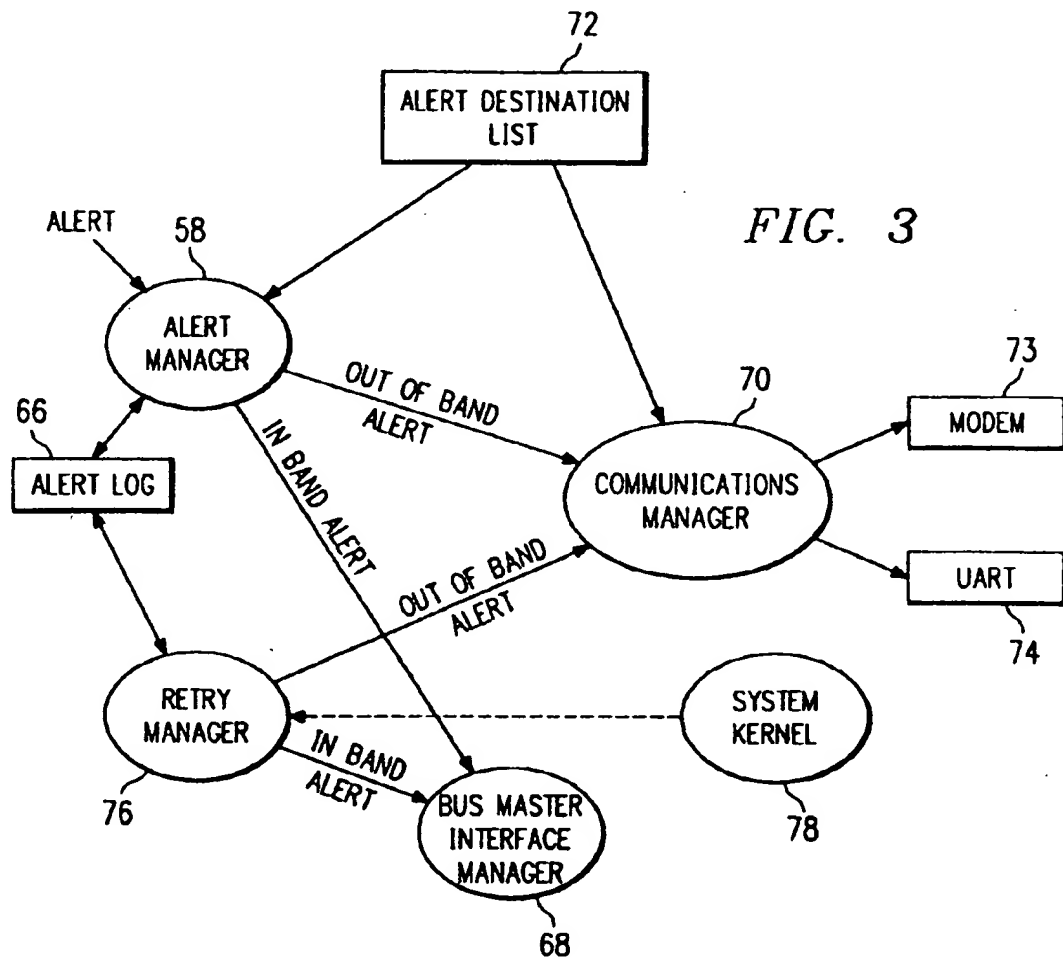 72
ALERT DESTINATION
LIST
FIG. 3
ALERT
58
ALERT
MANAGER
OUT OF BAND
ALERT
IN BAND ALERT
70
COMMUNICATIONS
MANAGER
73
MODEM
66
ALERT LOG
UART
74
OUT OF BAND
ALERT
RETRY
MANAGER
76
IN BAND
ALERT
SYSTEM
KERNEL
78
BUS MASTER
INTERFACE
MANAGER
68